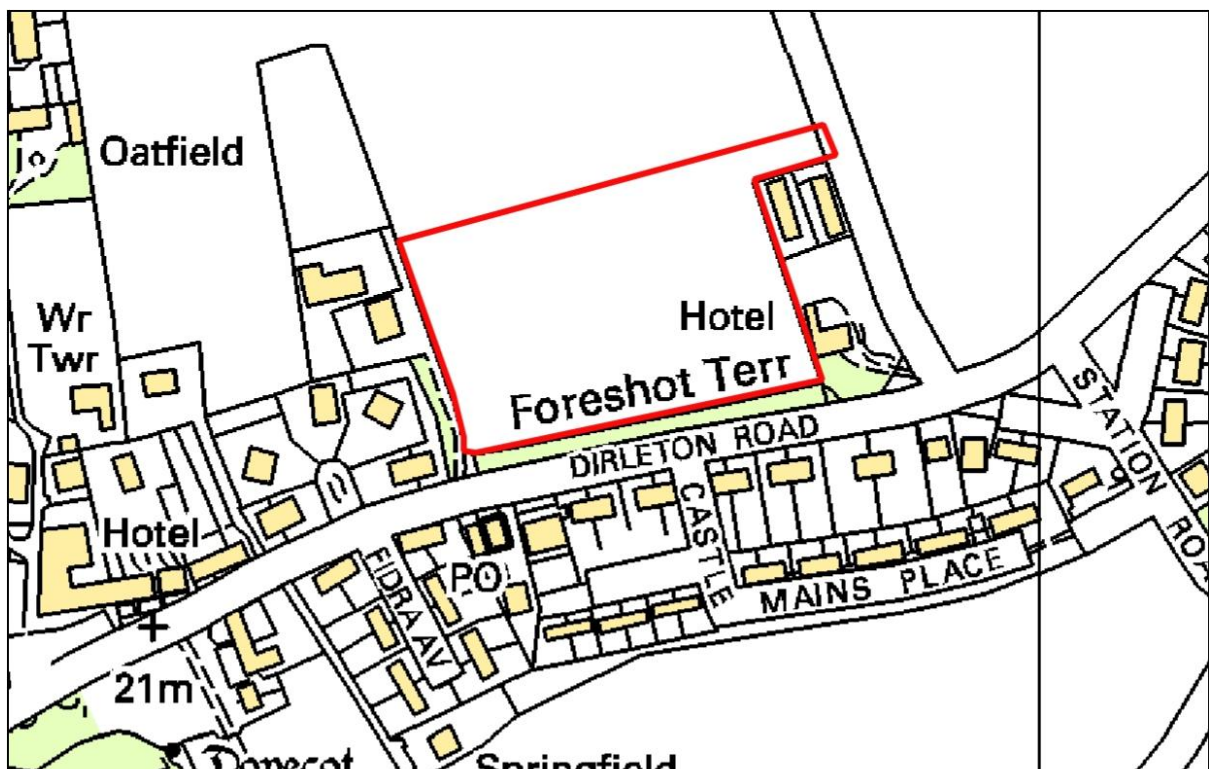 Oatfield
Wr
Twr
Hotel
Foreshot Terr
DIRLETON ROAD
STATION ROAD
Hotel
CASTLE
MAINS PLACE
FIDRA AV
PO
21m
Dovecot
Springfield